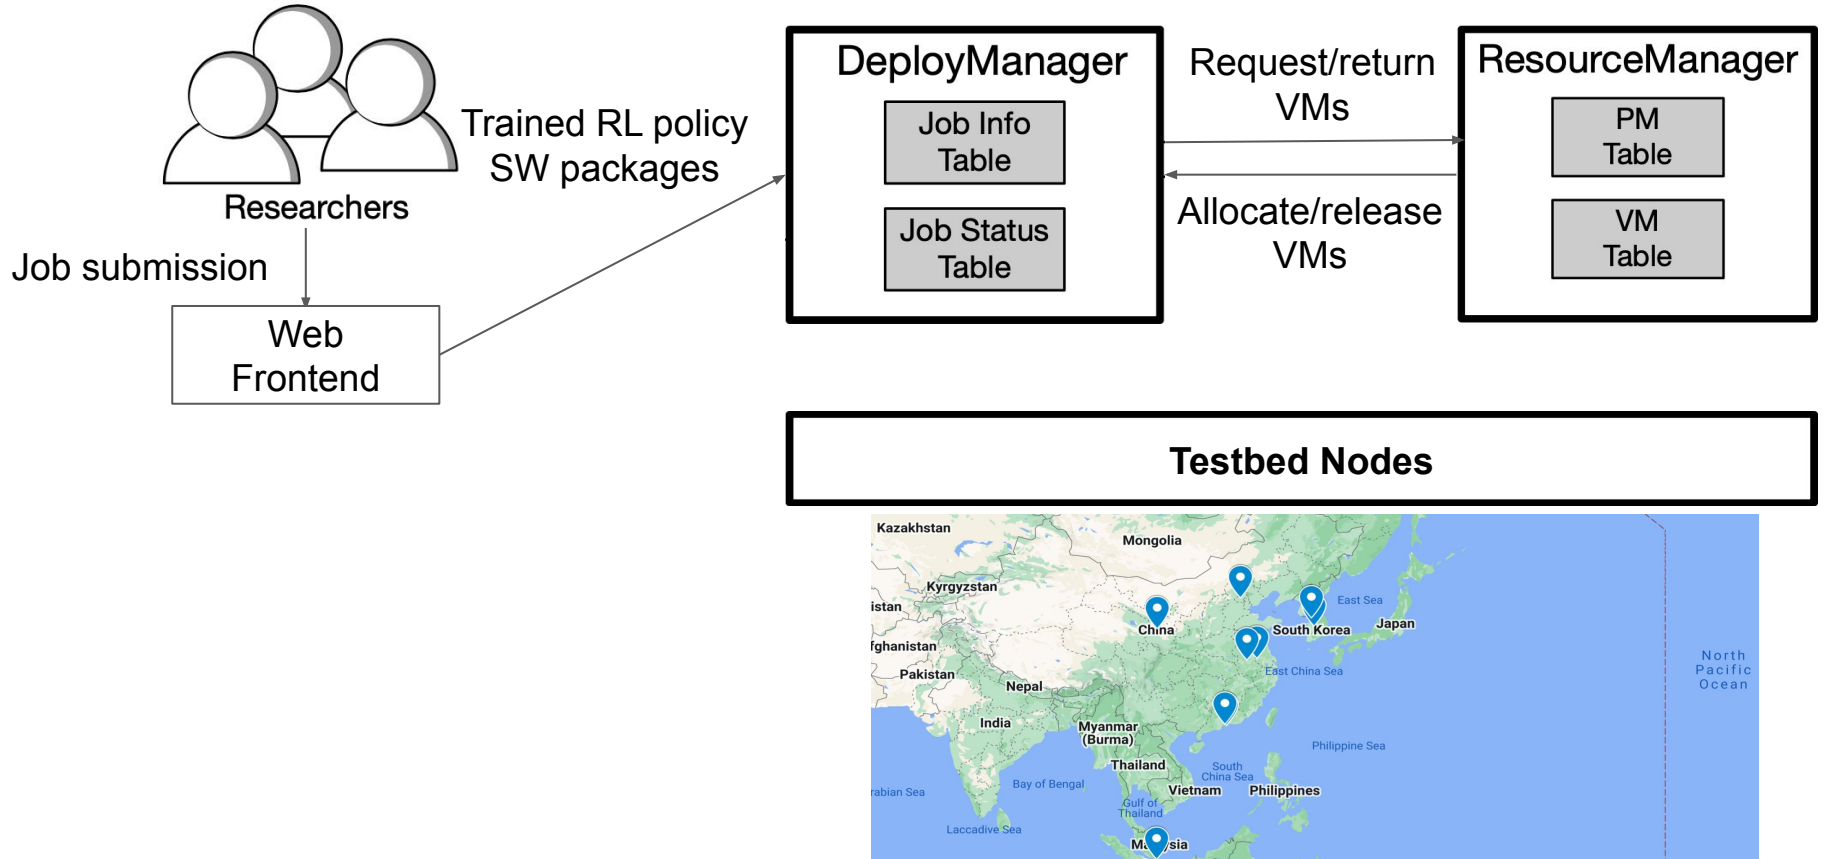 Researchers
Job submission
Web
Frontend
Trained RL policy
SW packages
DeployManager
Job Info
Table
Job Status
Table
Request/return
VMs
Allocate/release
VMs
ResourceManager
PM
Table
VM
Table
Testbed Nodes
Kazakhstan
Mongolia
Kyrgyzstan
istan
East Sea
China
South Korea
Japan
fghanistan
Pakistan
East China Sea
North
Pacific
Ocean
Nepal
India
Myanmar
(Burma)
Philippine Sea
Thailand
South
China Sea
Bay of Bengal
Vietnam
Philippines
rabian Sea
Gulf of
Thailand
Laccadive Sea